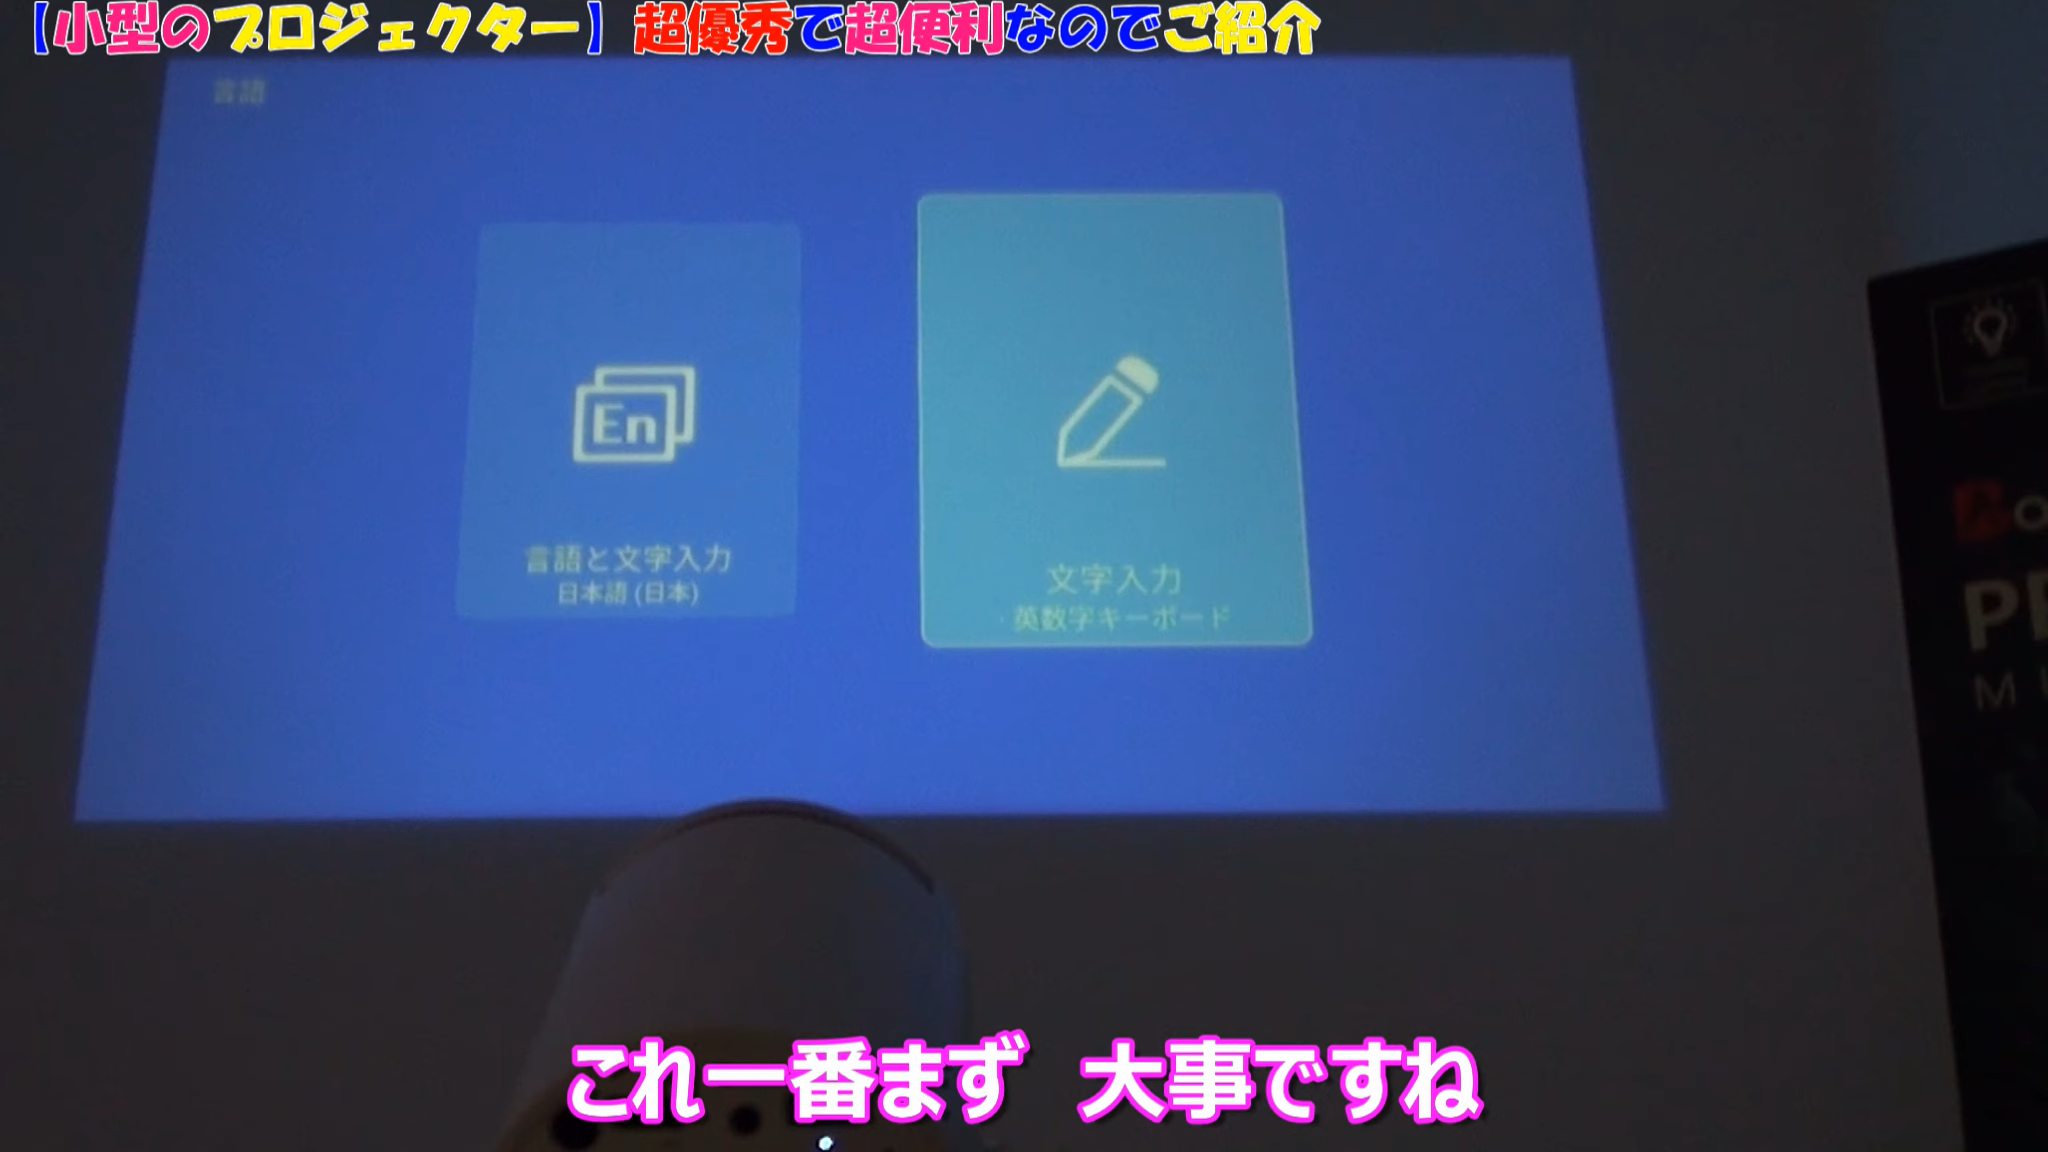 【小型のプロジェクター】超優秀で超便利なのでご紹介
言語
En
言語と文字入力
日本語 (日本)
文字入力
英数字キーボード
これ一番まず 大事ですね